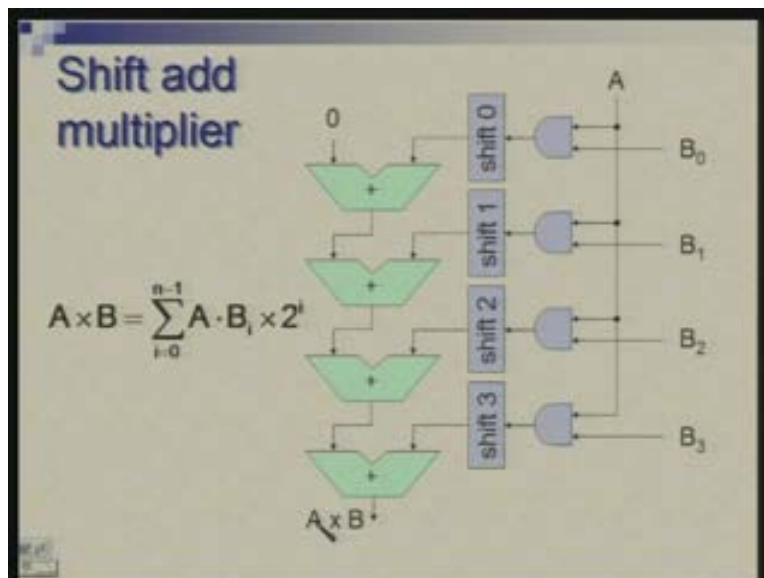 Shift add
multiplier
A
0
shift 0
B₀
+
shift 1
B₁
+
A × B = ∑ A · Bᵢ × 2ⁱ
n−1
i=0
shift 2
B₂
+
shift 3
B₃
+
A x B